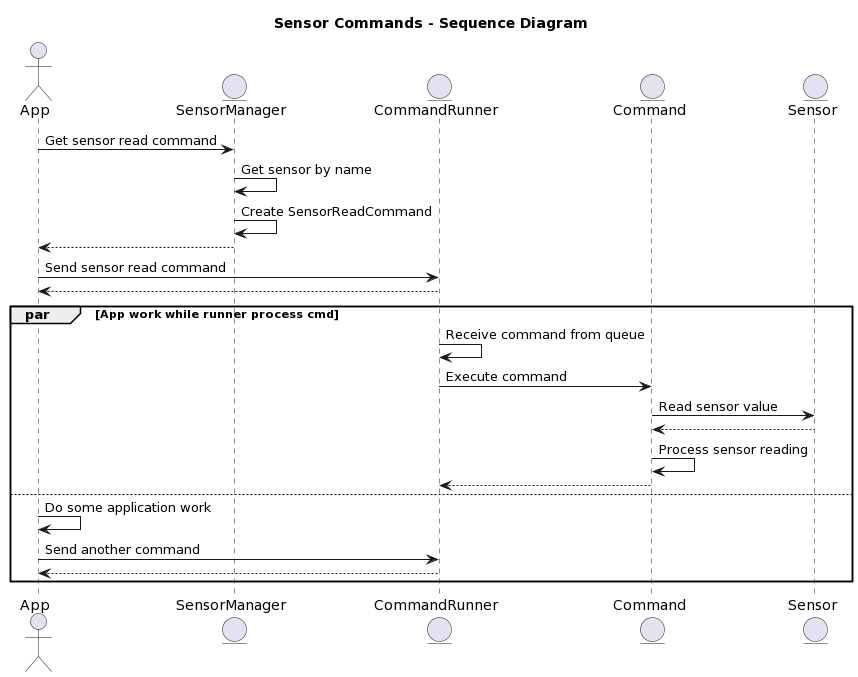 Sensor Commands - Sequence Diagram
App SensorManager CommandRunner Command Sensor
Get sensor read command
Get sensor by name
Create SensorReadCommand
Send sensor read command
par [App work while runner process cmd]
Receive command from queue
Execute command
Read sensor value
Process sensor reading
Do some application work
Send another command
App SensorManager CommandRunner Command Sensor